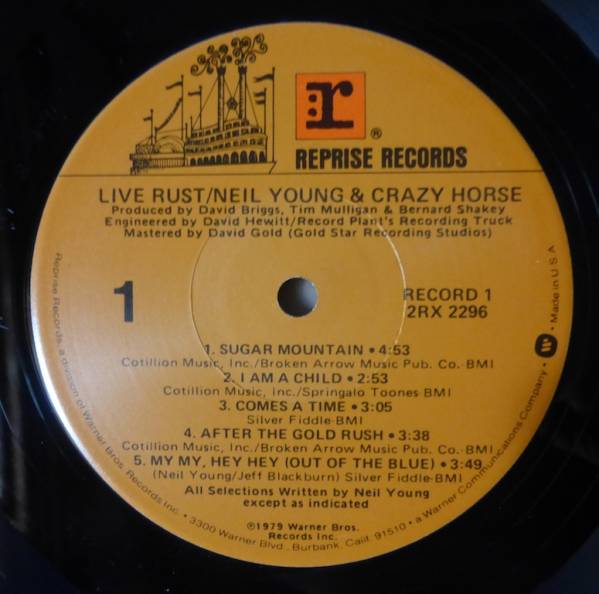 r
®
REPRISE RECORDS
LIVE RUST/NEIL YOUNG & CRAZY HORSE
Produced by David Briggs, Tim Mulligan & Bernard Shakey
Engineered by David Hewitt/Record Plant's Recording Truck
Mastered by David Gold (Gold Star Recording Studios)
1
RECORD 1
2RX 2296
1. SUGAR MOUNTAIN • 4:53
Cotillion Music, Inc./Broken Arrow Music Pub. Co.-BMI
2. I AM A CHILD • 2:53
Cotillion Music, Inc./Springalo Toones BMI
3. COMES A TIME • 3:05
Silver Fiddle-BMI
4. AFTER THE GOLD RUSH • 3:38
Cotillion Music, Inc./Broken Arrow Music Pub. Co.-BMI
5. MY MY, HEY HEY (OUT OF THE BLUE) • 3:49
(Neil Young/Jeff Blackburn) Silver Fiddle-BMI
All Selections Written by Neil Young
except as indicated
©1979 Warner Bros.
Records Inc.
Reprise Records, a division of Warner Bros. Records Inc. • 3300 Warner Blvd., Burbank, Calif. 91510 • a Warner Communications Company • W • Made in U.S.A.